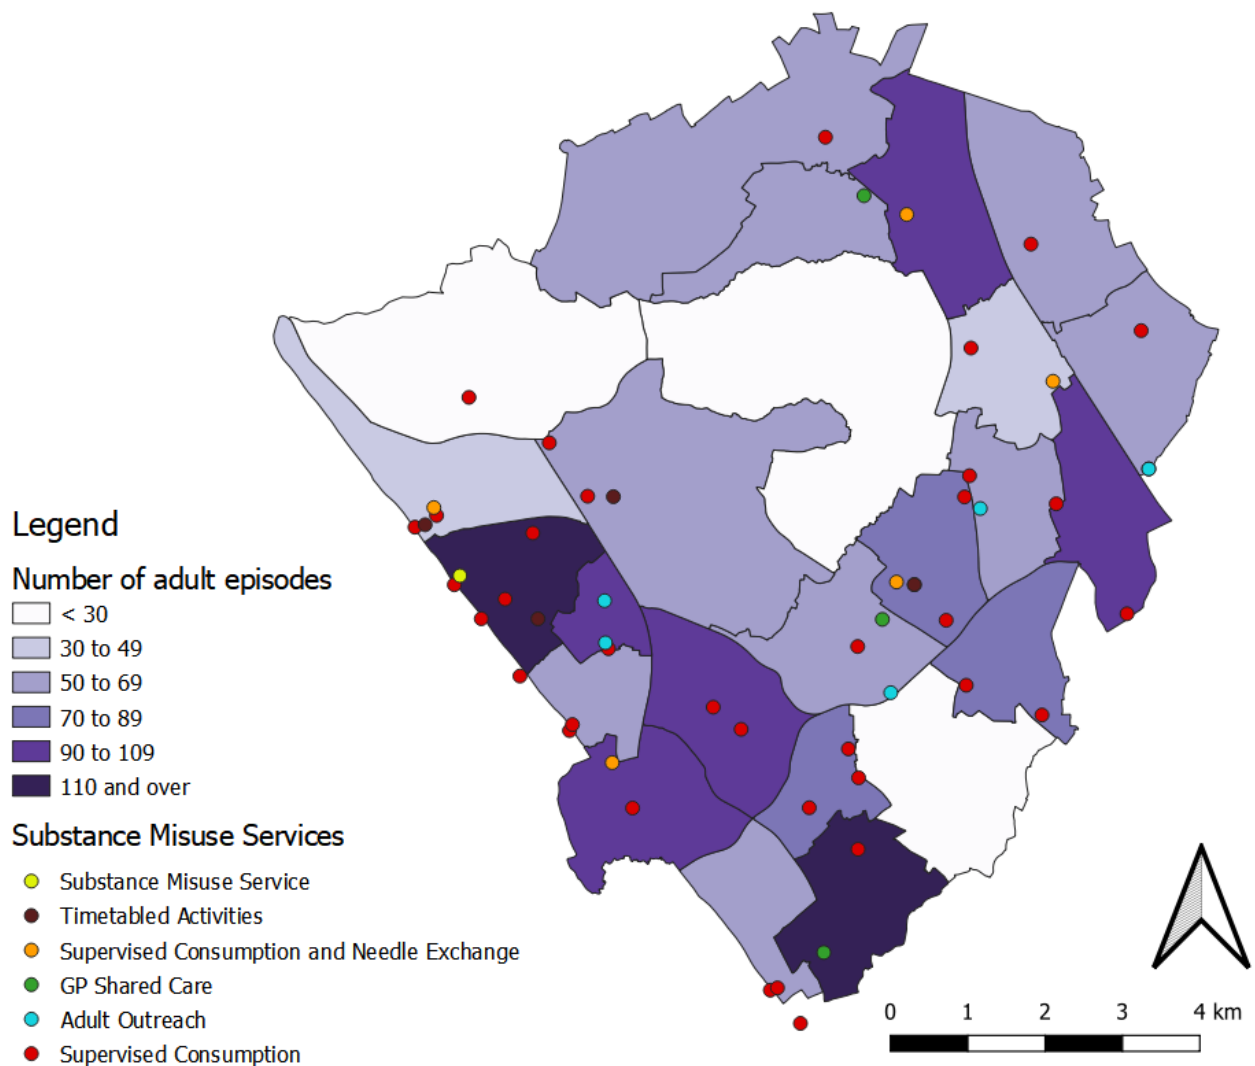 Legend
Number of adult episodes
< 30
30 to 49
50 to 69
70 to 89
90 to 109
110 and over
Substance Misuse Services
Substance Misuse Service
Timetabled Activities
Supervised Consumption and Needle Exchange
GP Shared Care
Adult Outreach
Supervised Consumption
0 1 2 3 4 km